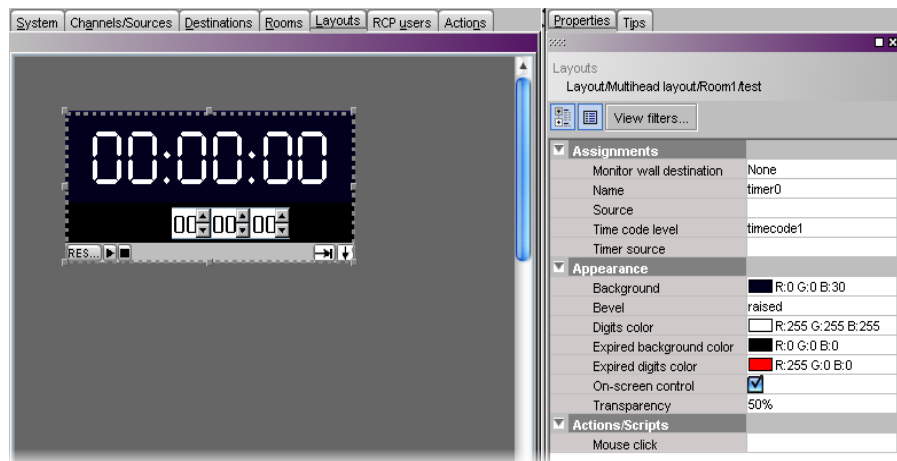 System Channels/Sources Destinations Rooms Layouts RCP users Actions
00:00:00
00 00 00
RES...
Properties Tips
Layouts
Layout/Multihead layout/Room1/test
View filters...
Assignments
Monitor wall destination None
Name timer0
Source
Time code level timecode1
Timer source
Appearance
Background R:0 G:0 B:30
Bevel raised
Digits color R:255 G:255 B:255
Expired background color R:0 G:0 B:0
Expired digits color R:255 G:0 B:0
On-screen control
Transparency 50%
Actions/Scripts
Mouse click